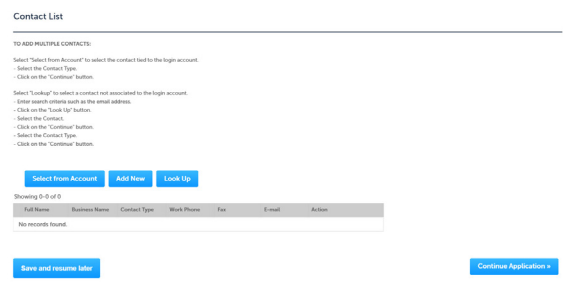 Contact List
TO ADD MULTIPLE CONTACTS:
Select "Select from Account" to select the contact tied to the login account.
- Select the Contact Type.
- Click on the "Continue" button.
Select "Lookup" to select a contact not associated to the login account.
- Enter search criteria such as the email address.
- Click on the "Look Up" button.
- Select the Contact.
- Click on the "Continue" button.
- Select the Contact Type.
- Click on the "Continue" button.
Select from Account Add New Look Up
Showing 0-0 of 0
Full Name Business Name Contact Type Work Phone Fax E-mail Action
No records found.
Save and resume later Continue Application »